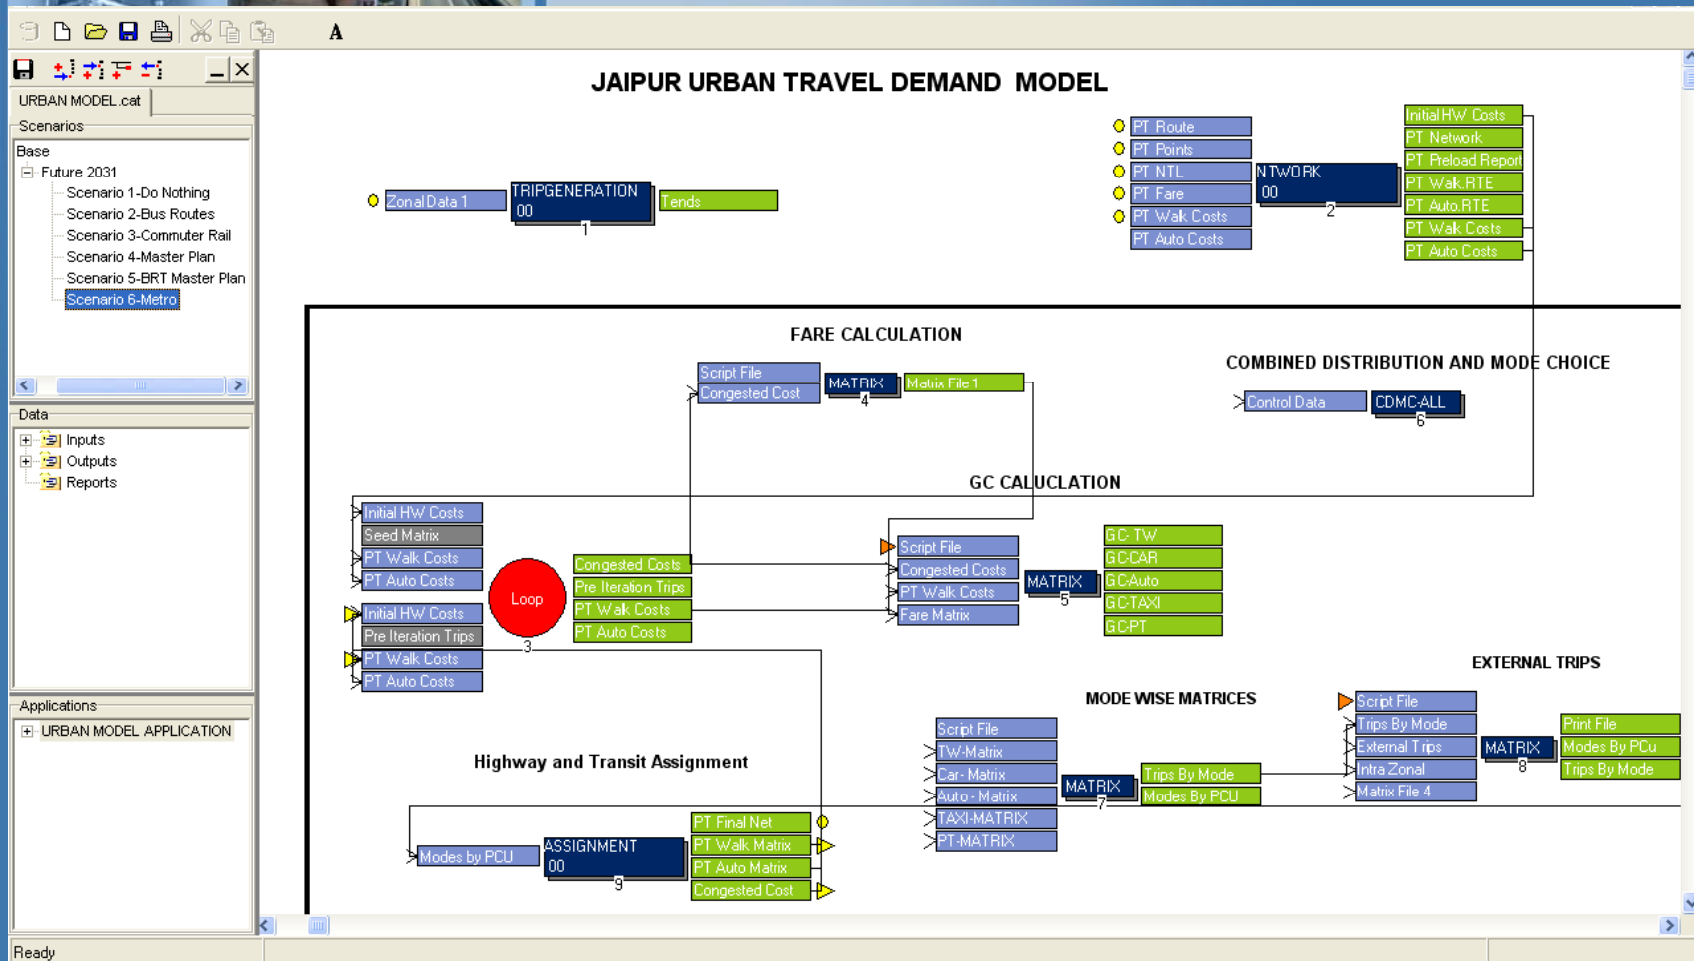 A
URBAN MODEL.cat
Scenarios
Base
Future 2031
Scenario 1-Do Nothing
Scenario 2-Bus Routes
Scenario 3-Commuter Rail
Scenario 4-Master Plan
Scenario 5-BRT Master Plan
Scenario 6-Metro
Data
Inputs
Outputs
Reports
Applications
URBAN MODEL APPLICATION
Ready
JAIPUR URBAN TRAVEL DEMAND MODEL
Zonal Data 1
TRIPGENERATION
00
1
Tends
PT Route
PT Points
PT NTL
PT Fare
PT Walk Costs
PT Auto Costs
NTWORK
00
2
Initial HW Costs
PT Network
PT Preload Report
PT Walk.RTE
PT Auto.RTE
PT Walk Costs
PT Auto Costs
FARE CALCULATION
Script File
Congested Cost
MATRIX
4
Matrix File 1
COMBINED DISTRIBUTION AND MODE CHOICE
Control Data
CDMC-ALL
6
GC CALUCLATION
Initial HW Costs
Seed Matrix
PT Walk Costs
PT Auto Costs
Initial HW Costs
Pre Iteration Trips
PT Walk Costs
PT Auto Costs
Loop
3
Congested Costs
Pre Iteration Trips
PT Walk Costs
PT Auto Costs
Script File
Congested Costs
PT Walk Costs
Fare Matrix
MATRIX
5
GC- TW
GC-CAR
GC-Auto
GC-TAXI
GC-PT
EXTERNAL TRIPS
Script File
Trips By Mode
External Trips
Intra Zonal
Matrix File 4
MATRIX
8
Print File
Modes By PCu
Trips By Mode
MODE WISE MATRICES
Script File
TW-Matrix
Car- Matrix
Auto - Matrix
TAXI-MATRIX
PT-MATRIX
MATRIX
7
Trips By Mode
Modes By PCU
Highway and Transit Assignment
Modes by PCU
ASSIGNMENT
00
9
PT Final Net
PT Walk Matrix
PT Auto Matrix
Congested Cost